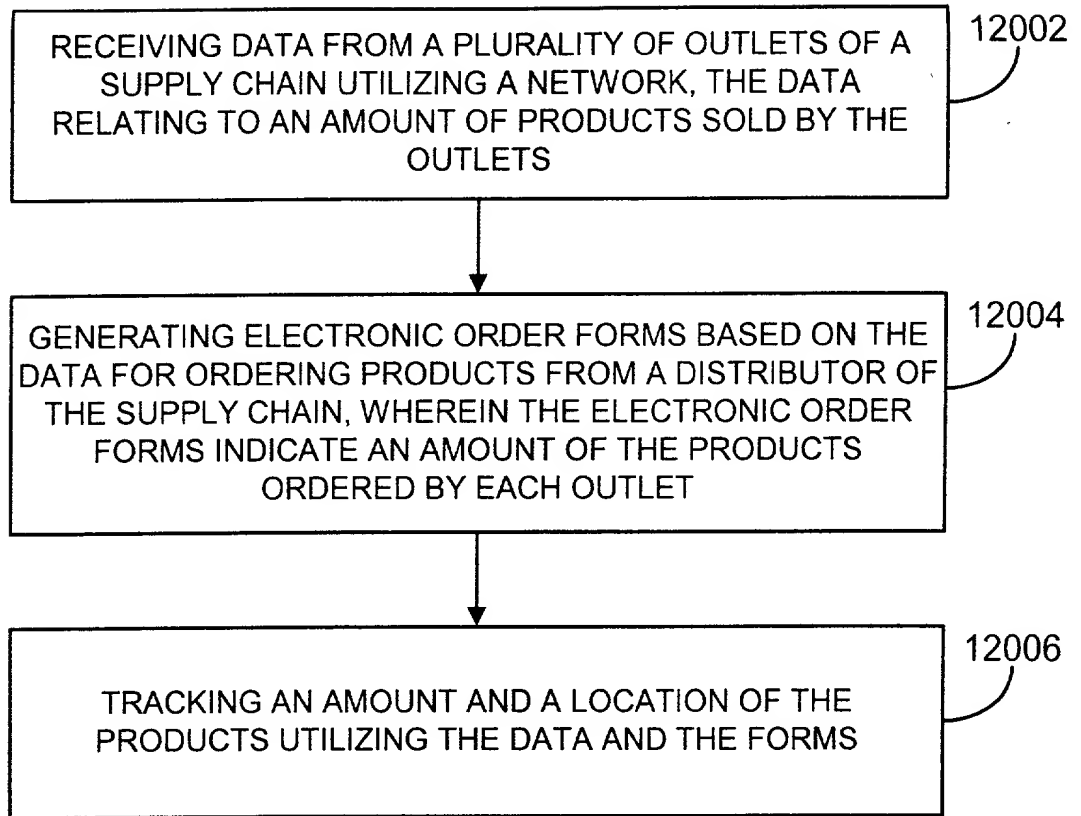 12002
RECEIVING DATA FROM A PLURALITY OF OUTLETS OF A
SUPPLY CHAIN UTILIZING A NETWORK, THE DATA
RELATING TO AN AMOUNT OF PRODUCTS SOLD BY THE
OUTLETS
12004
GENERATING ELECTRONIC ORDER FORMS BASED ON THE
DATA FOR ORDERING PRODUCTS FROM A DISTRIBUTOR OF
THE SUPPLY CHAIN, WHEREIN THE ELECTRONIC ORDER
FORMS INDICATE AN AMOUNT OF THE PRODUCTS
ORDERED BY EACH OUTLET
12006
TRACKING AN AMOUNT AND A LOCATION OF THE
PRODUCTS UTILIZING THE DATA AND THE FORMS